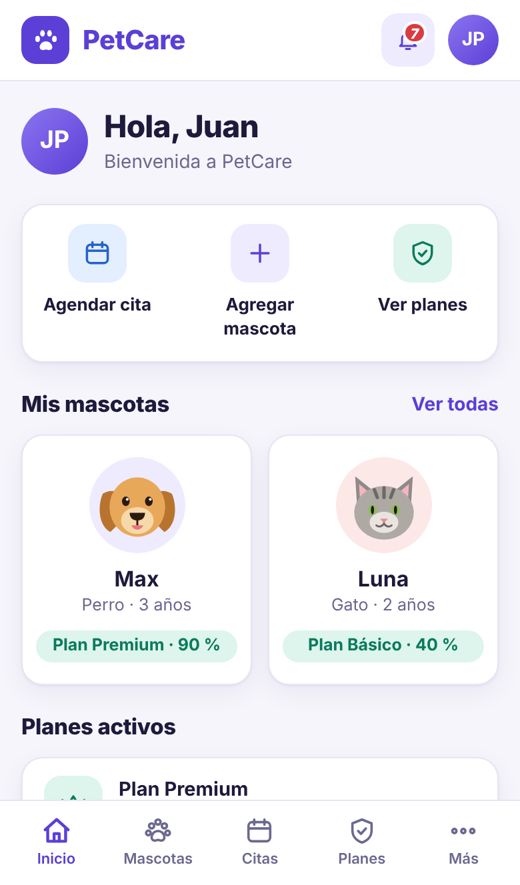 PetCare
7
JP
JP
Hola, Juan
Bienvenida a PetCare
Agendar cita
Agregar
mascota
Ver planes
Mis mascotas
Ver todas
Max
Perro · 3 años
Plan Premium · 90 %
Luna
Gato · 2 años
Plan Básico · 40 %
Planes activos
Plan Premium
Inicio
Mascotas
Citas
Planes
Más